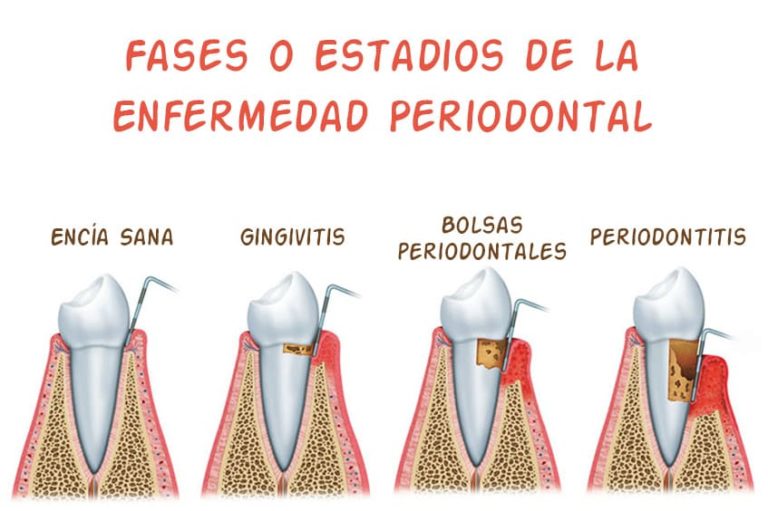 FASES O ESTADIOS DE LA
ENFERMEDAD PERIODONTAL
ENCÍA SANA
GINGIVITIS
BOLSAS
PERIODONTALES
PERIODONTITIS